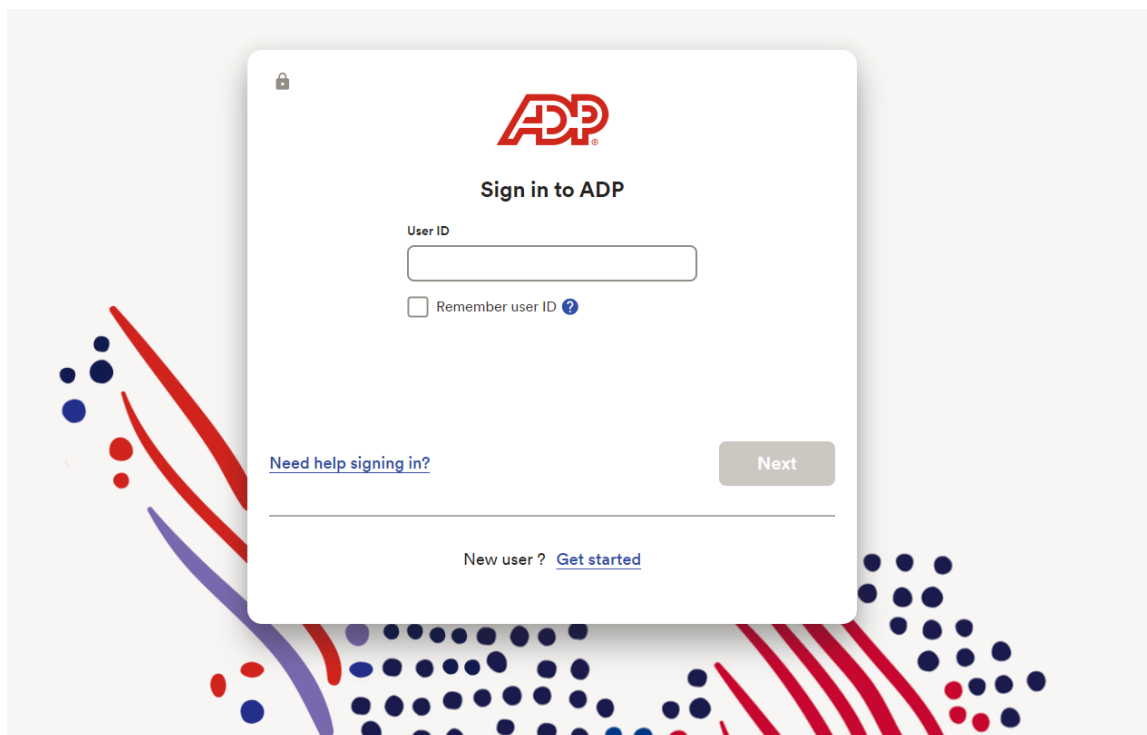 ADP®
Sign in to ADP
User ID
Remember user ID ?
Need help signing in?
Next
New user ? Get started